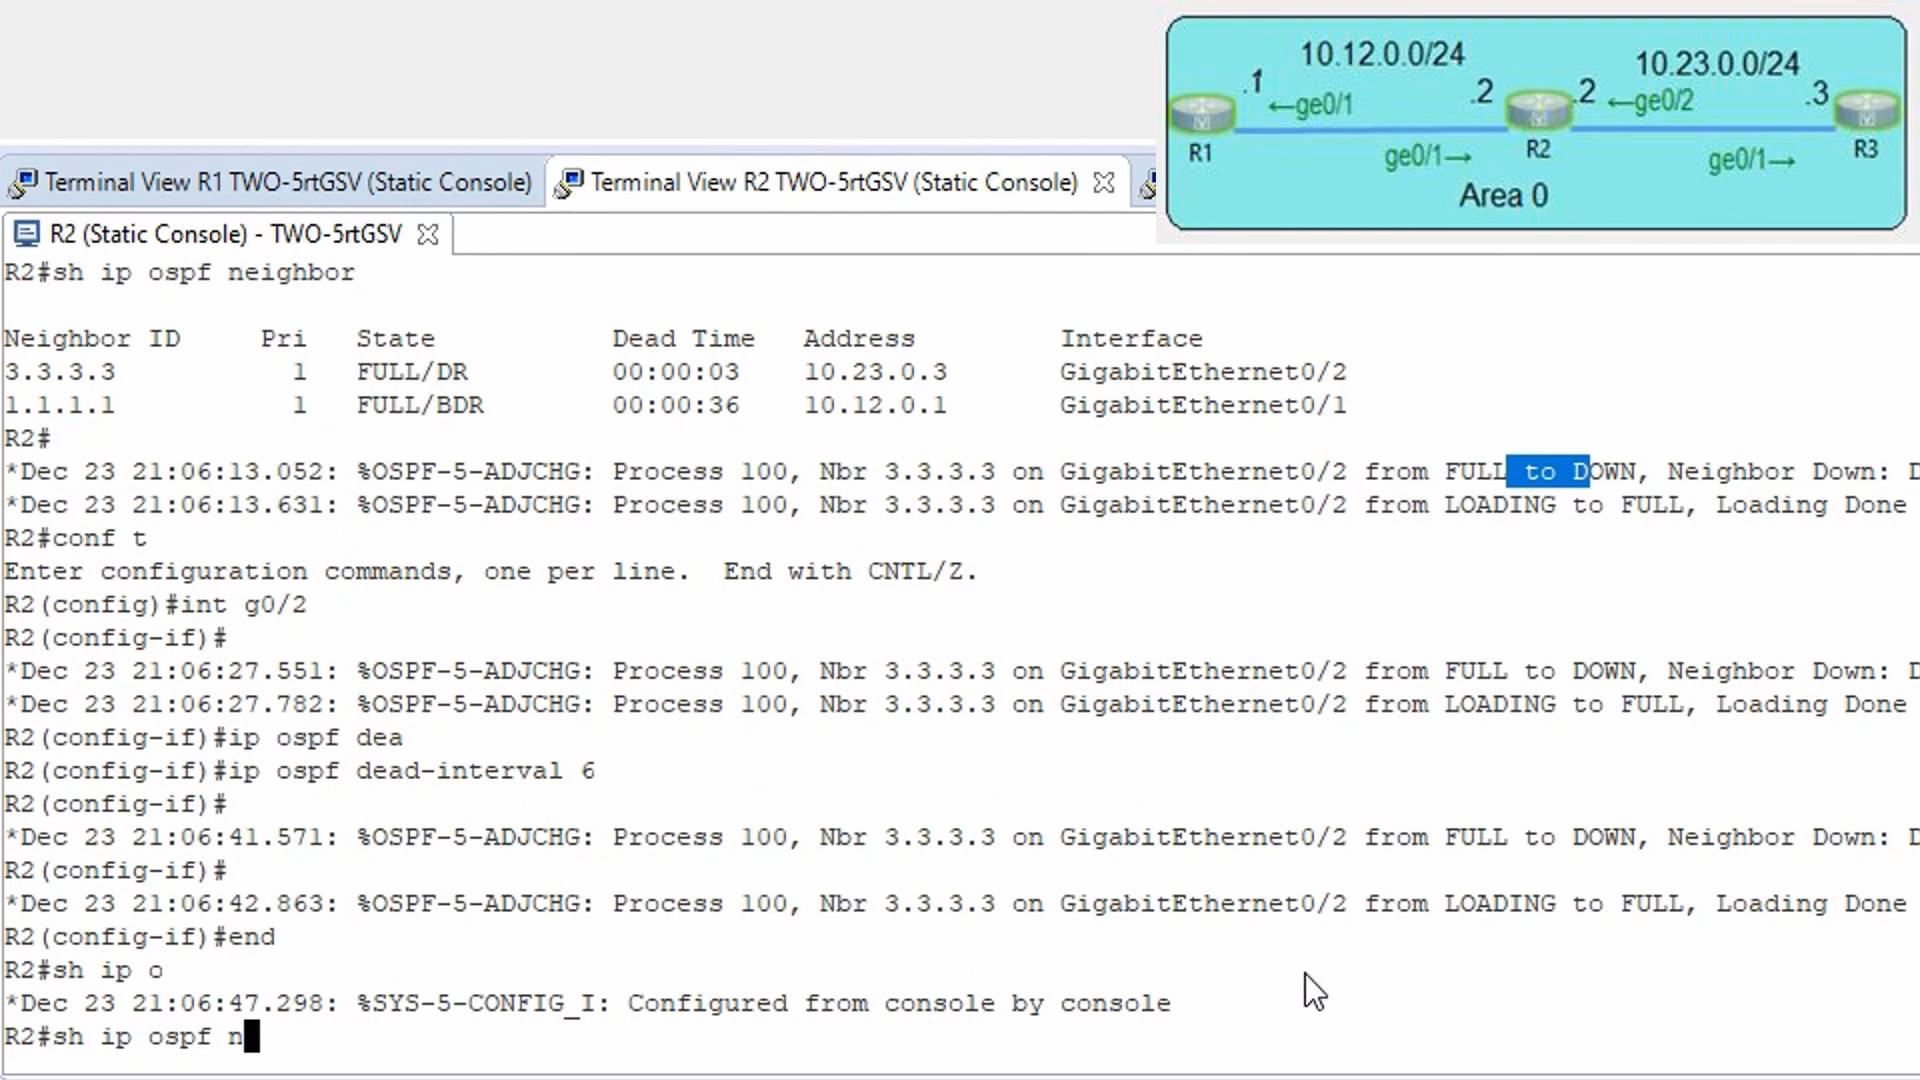 10.12.0.0/24
10.23.0.0/24
.1 ←ge0/1 .2 .2 ←ge0/2 .3
R1 ge0/1→ R2 ge0/1→ R3
Area 0
Terminal View R1 TWO-5rtGSV (Static Console) Terminal View R2 TWO-5rtGSV (Static Console)
R2 (Static Console) - TWO-5rtGSV
R2#sh ip ospf neighbor
Neighbor ID Pri State Dead Time Address Interface
3.3.3.3 1 FULL/DR 00:00:03 10.23.0.3 GigabitEthernet0/2
1.1.1.1 1 FULL/BDR 00:00:36 10.12.0.1 GigabitEthernet0/1
R2#
*Dec 23 21:06:13.052: %OSPF-5-ADJCHG: Process 100, Nbr 3.3.3.3 on GigabitEthernet0/2 from FULL to DOWN, Neighbor Down: D
*Dec 23 21:06:13.631: %OSPF-5-ADJCHG: Process 100, Nbr 3.3.3.3 on GigabitEthernet0/2 from LOADING to FULL, Loading Done
R2#conf t
Enter configuration commands, one per line. End with CNTL/Z.
R2(config)#int g0/2
R2(config-if)#
*Dec 23 21:06:27.551: %OSPF-5-ADJCHG: Process 100, Nbr 3.3.3.3 on GigabitEthernet0/2 from FULL to DOWN, Neighbor Down: D
*Dec 23 21:06:27.782: %OSPF-5-ADJCHG: Process 100, Nbr 3.3.3.3 on GigabitEthernet0/2 from LOADING to FULL, Loading Done
R2(config-if)#ip ospf dea
R2(config-if)#ip ospf dead-interval 6
R2(config-if)#
*Dec 23 21:06:41.571: %OSPF-5-ADJCHG: Process 100, Nbr 3.3.3.3 on GigabitEthernet0/2 from FULL to DOWN, Neighbor Down: D
R2(config-if)#
*Dec 23 21:06:42.863: %OSPF-5-ADJCHG: Process 100, Nbr 3.3.3.3 on GigabitEthernet0/2 from LOADING to FULL, Loading Done
R2(config-if)#end
R2#sh ip o
*Dec 23 21:06:47.298: %SYS-5-CONFIG_I: Configured from console by console
R2#sh ip ospf n